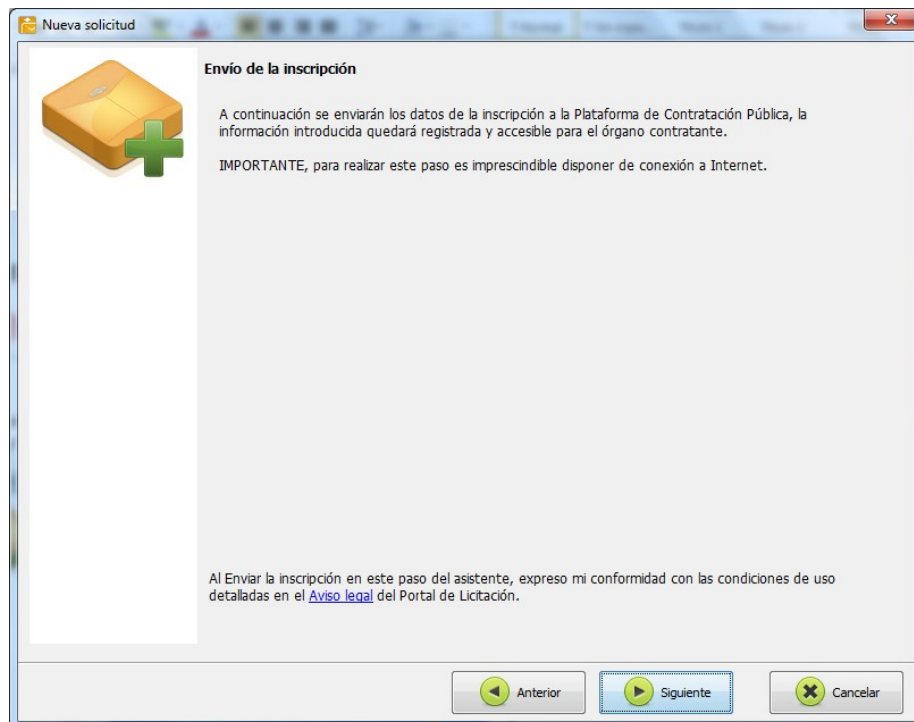 Nueva solicitud
Envío de la inscripción
A continuación se enviarán los datos de la inscripción a la Plataforma de Contratación Pública, la
información introducida quedará registrada y accesible para el órgano contratante.
IMPORTANTE, para realizar este paso es imprescindible disponer de conexión a Internet.
Al Enviar la inscripción en este paso del asistente, expreso mi conformidad con las condiciones de uso
detalladas en el Aviso legal del Portal de Licitación.
Anterior
Siguiente
Cancelar